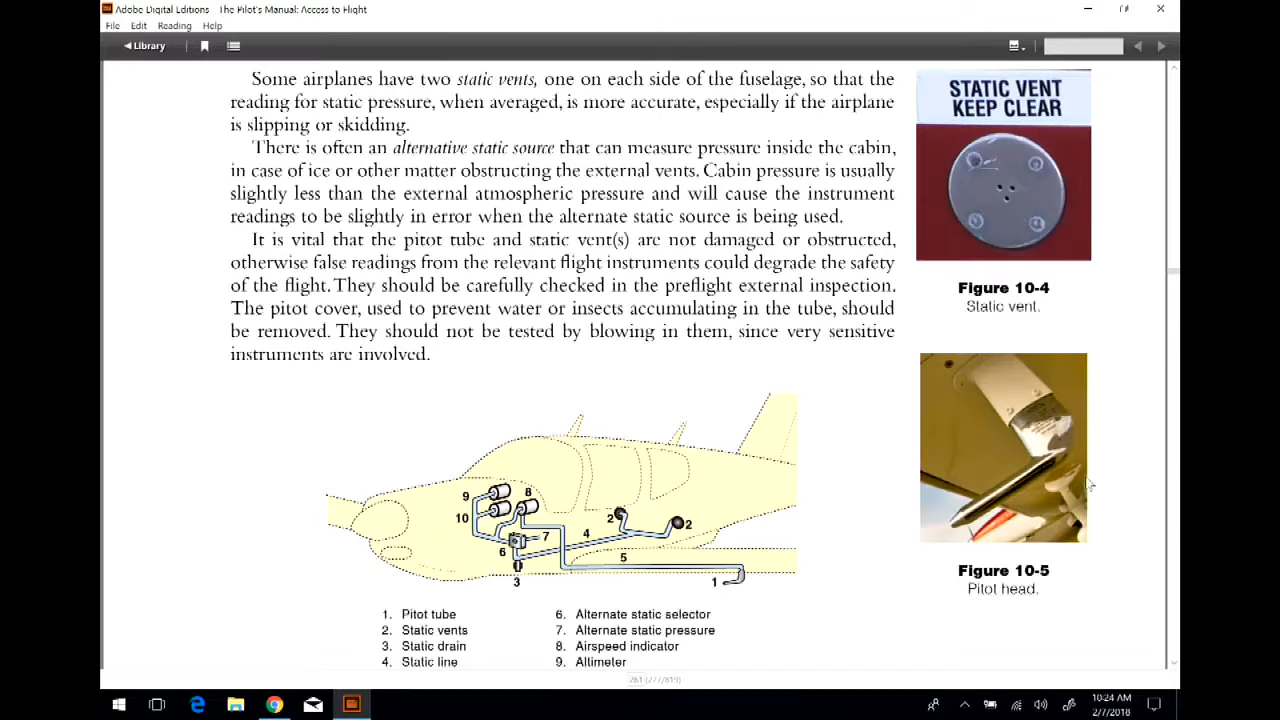 Adobe Digital Editions - The Pilot's Manual: Access to Flight
File Edit Reading Help
Library
Some airplanes have two static vents, one on each side of the fuselage, so that the
reading for static pressure, when averaged, is more accurate, especially if the airplane
is slipping or skidding.
There is often an alternative static source that can measure pressure inside the cabin,
in case of ice or other matter obstructing the external vents. Cabin pressure is usually
slightly less than the external atmospheric pressure and will cause the instrument
readings to be slightly in error when the alternate static source is being used.
It is vital that the pitot tube and static vent(s) are not damaged or obstructed,
otherwise false readings from the relevant flight instruments could degrade the safety
of the flight. They should be carefully checked in the preflight external inspection.
The pitot cover, used to prevent water or insects accumulating in the tube, should
be removed. They should not be tested by blowing in them, since very sensitive
instruments are involved.
STATIC VENT
KEEP CLEAR
Figure 10-4
Static vent.
Figure 10-5
Pitot head.
9
8
10
2
2
7
4
6
5
3
1
1. Pitot tube
2. Static vents
3. Static drain
4. Static line
6. Alternate static selector
7. Alternate static pressure
8. Airspeed indicator
9. Altimeter
261 (277/819)
10:24 AM
2/7/2018